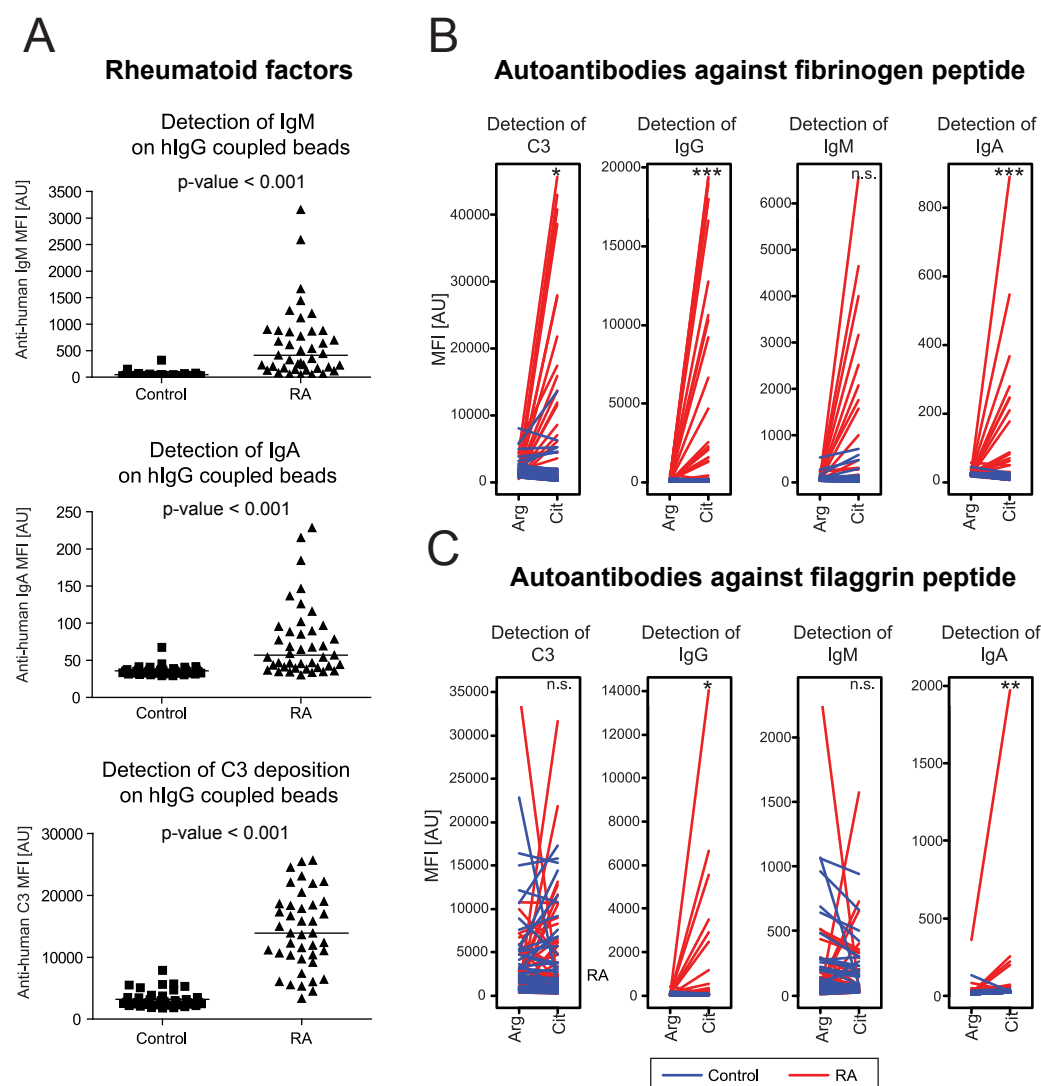 A
Rheumatoid factors
Detection of IgM
on hIgG coupled beads
p-value < 0.001
Anti-human IgM MFI [AU]
3500
3000
2500
2000
1500
1000
500
0
Control
RA
Detection of IgA
on hIgG coupled beads
p-value < 0.001
Anti-human IgA MFI [AU]
250
200
150
100
50
0
Control
RA
Detection of C3 deposition
on hIgG coupled beads
p-value < 0.001
Anti-human C3 MFI [AU]
30000
20000
10000
0
Control
RA
B
Autoantibodies against fibrinogen peptide
Detection of
C3
*
MFI [AU]
40000
30000
20000
10000
0
Arg
Cit
Detection of
IgG
***
20000
15000
10000
5000
0
Arg
Cit
Detection of
IgM
n.s.
6000
5000
4000
3000
2000
1000
0
Arg
Cit
Detection of
IgA
***
800
600
400
200
0
Arg
Cit
C
Autoantibodies against filaggrin peptide
Detection of
C3
n.s.
MFI [AU]
35000
30000
25000
20000
15000
10000
5000
0
Arg
Cit
RA
Detection of
IgG
*
14000
12000
10000
8000
6000
4000
2000
0
Arg
Cit
Detection of
IgM
n.s.
2000
1500
1000
500
0
Arg
Cit
Detection of
IgA
**
2000
1500
1000
500
0
Arg
Cit
Control
RA